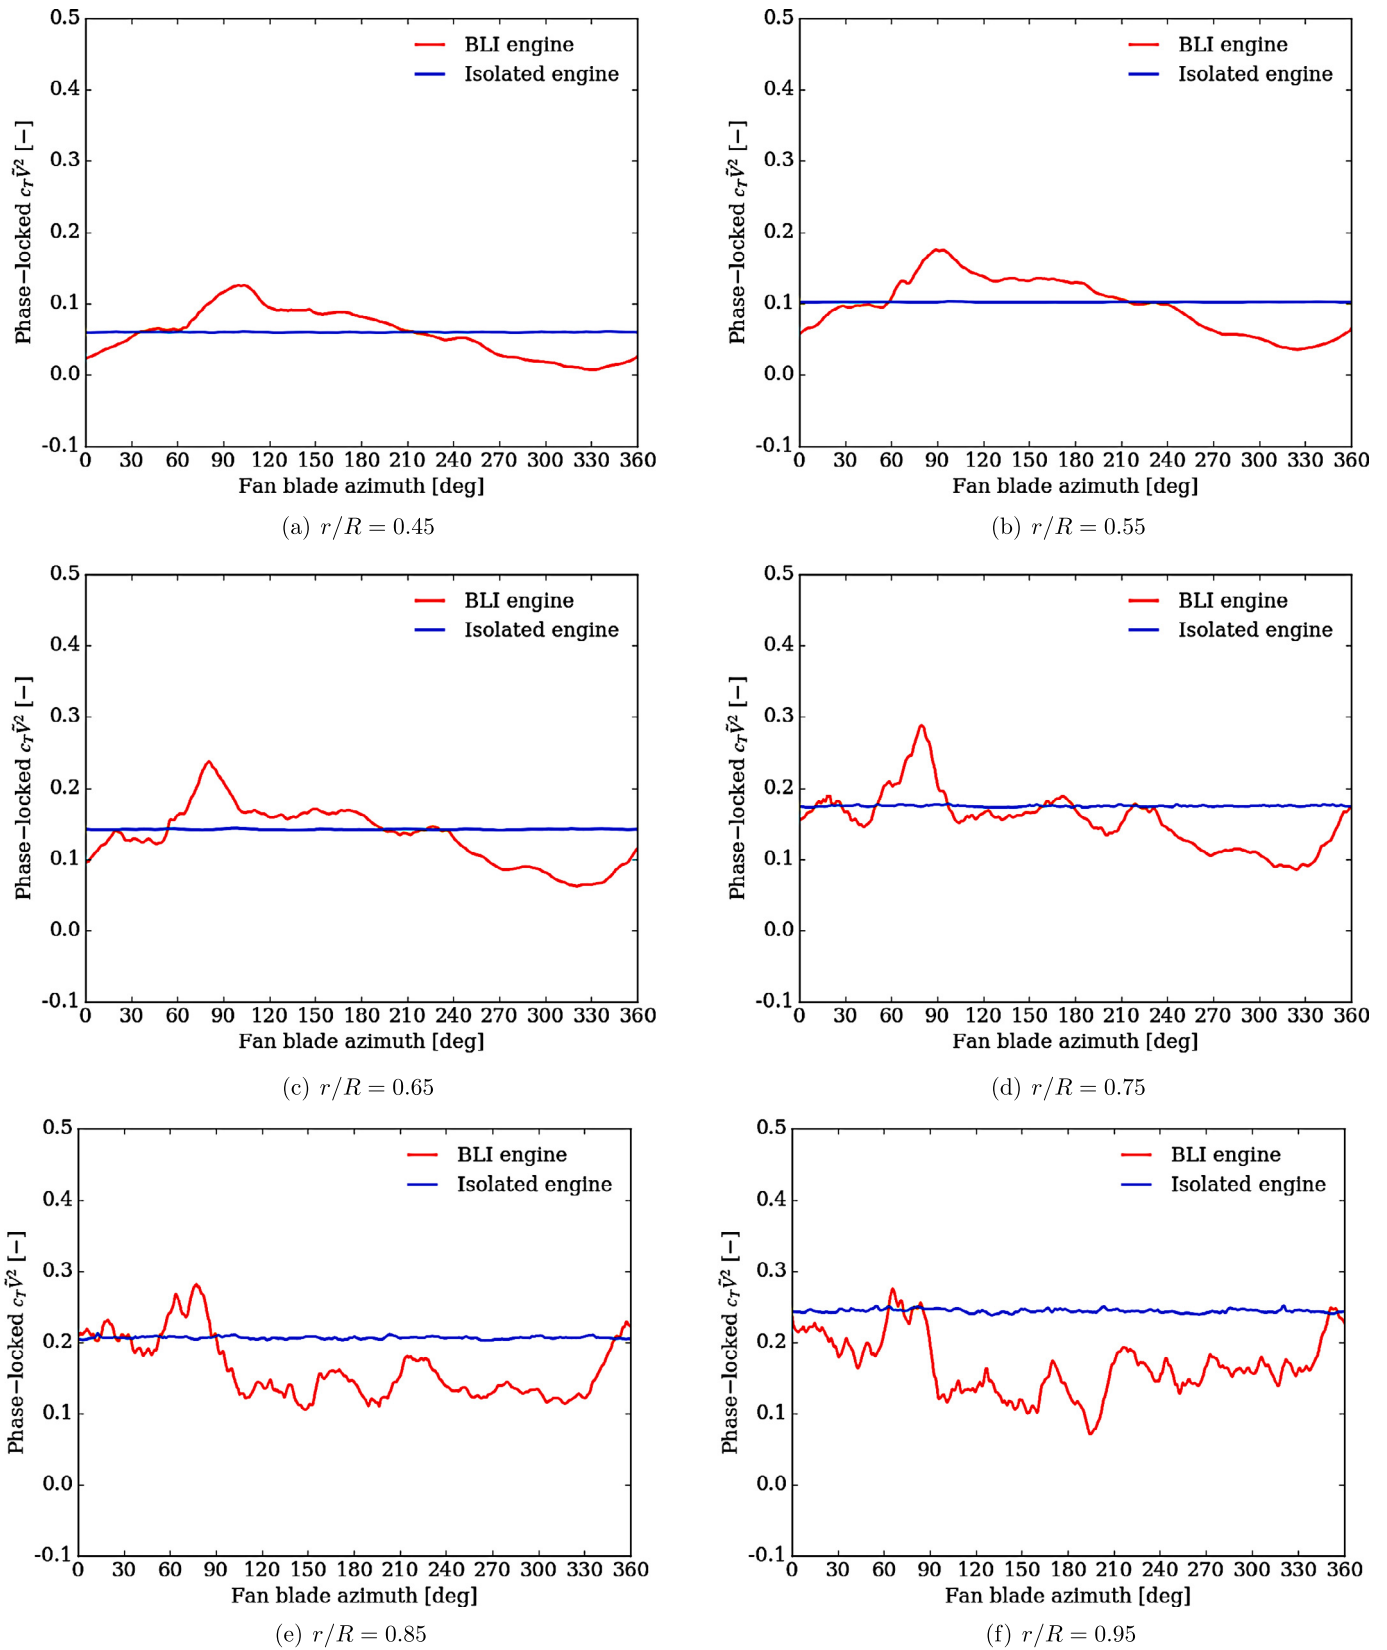 0.5
0.4
0.3
0.2
0.1
0.0
-0.1
Phase−locked c_T Ṽ² [−]
BLI engine
Isolated engine
0 30 60 90 120 150 180 210 240 270 300 330 360
Fan blade azimuth [deg]
(a) r/R = 0.45
0.5
0.4
0.3
0.2
0.1
0.0
-0.1
Phase−locked c_T Ṽ² [−]
BLI engine
Isolated engine
0 30 60 90 120 150 180 210 240 270 300 330 360
Fan blade azimuth [deg]
(b) r/R = 0.55
0.5
0.4
0.3
0.2
0.1
0.0
-0.1
Phase−locked c_T Ṽ² [−]
BLI engine
Isolated engine
0 30 60 90 120 150 180 210 240 270 300 330 360
Fan blade azimuth [deg]
(c) r/R = 0.65
0.5
0.4
0.3
0.2
0.1
0.0
-0.1
Phase−locked c_T Ṽ² [−]
BLI engine
Isolated engine
0 30 60 90 120 150 180 210 240 270 300 330 360
Fan blade azimuth [deg]
(d) r/R = 0.75
0.5
0.4
0.3
0.2
0.1
0.0
-0.1
Phase−locked c_T Ṽ² [−]
BLI engine
Isolated engine
0 30 60 90 120 150 180 210 240 270 300 330 360
Fan blade azimuth [deg]
(e) r/R = 0.85
0.5
0.4
0.3
0.2
0.1
0.0
-0.1
Phase−locked c_T Ṽ² [−]
BLI engine
Isolated engine
0 30 60 90 120 150 180 210 240 270 300 330 360
Fan blade azimuth [deg]
(f) r/R = 0.95